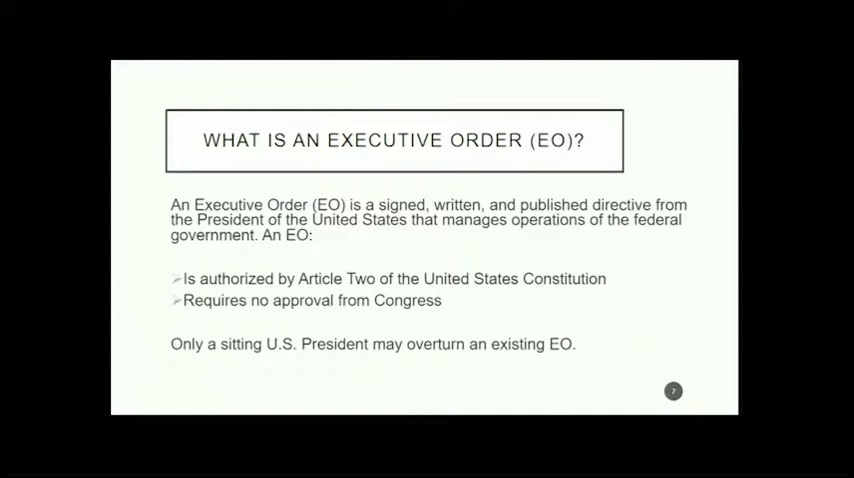 WHAT IS AN EXECUTIVE ORDER (EO)?
An Executive Order (EO) is a signed, written, and published directive from
the President of the United States that manages operations of the federal
government. An EO:
➢Is authorized by Article Two of the United States Constitution
➢Requires no approval from Congress
Only a sitting U.S. President may overturn an existing EO.
7